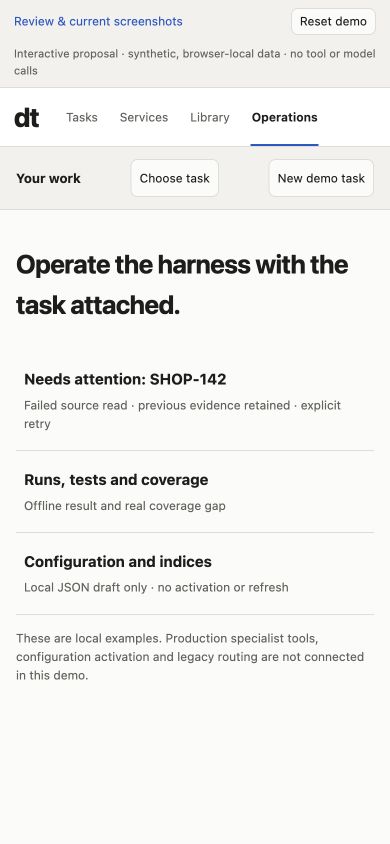 Review & current screenshots
Reset demo
Interactive proposal · synthetic, browser-local data · no tool or model
calls
dt
Tasks
Services
Library
Operations
Your work
Choose task
New demo task
Operate the harness with the
task attached.
Needs attention: SHOP-142
Failed source read · previous evidence retained · explicit
retry
Runs, tests and coverage
Offline result and real coverage gap
Configuration and indices
Local JSON draft only · no activation or refresh
These are local examples. Production specialist tools,
configuration activation and legacy routing are not connected
in this demo.